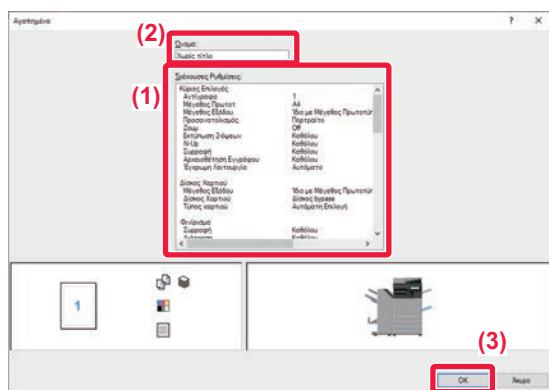 Αγαπημένα ? X
(2)
Όνομα:
Χωρίς τίτλο
Τρέχουσες Ρυθμίσεις:
(1)
Κύριες Επιλογές
Αντίγραφα 1
Μέγεθος Πρωτοτ A4
Μέγεθος Εξόδου Ίδιο με Μέγεθος Πρωτοτύπ
Προσανατολισμός Πορτραίτο
Ζουμ Off
Εκτύπωση 2-όψεων Καθόλου
N-Up Καθόλου
Συρραφή Καθόλου
Αρχειοθέτηση Εγγράφου Καθόλου
Έγχρωμη Λειτουργία Αυτόματο
Δίσκος Χαρτιού
Μέγεθος Εξόδου Ίδιο με Μέγεθος Πρωτοτύπ
Δίσκος Χαρτιού Δίσκος bypass
Τύπος χαρτιού Αυτόματη Επιλογή
Φινίρισμα
Συρραφή Καθόλου
Καθόλου
1
(3)
OK Άκυρο